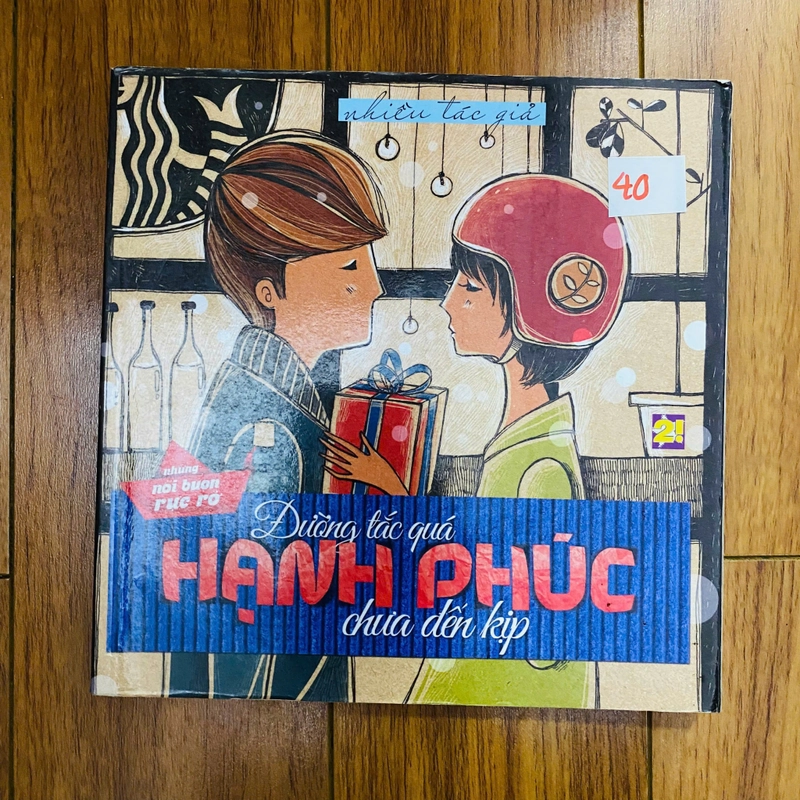 nhiều tác giả
40
2!
những
nỗi buồn
rực rỡ
Đường tắc quá
HẠNH PHÚC
chưa đến kịp